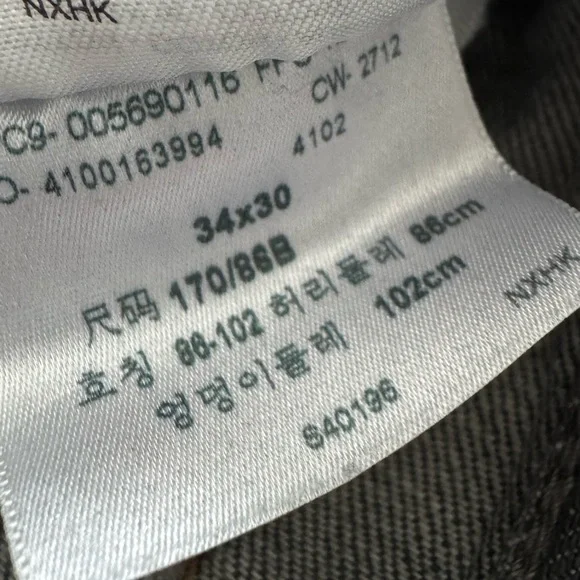 NXHK
C9- 005690116
CW- 2712
O- 4100163994 4102
34x30
尺码 170/86B
호칭 86-102 허리둘레 86cm
엉덩이둘레 102cm
NXHK
S40196